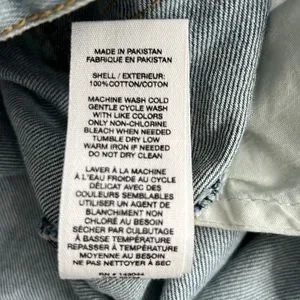 MADE IN PAKISTAN
FABRIQUE EN PAKISTAN
SHELL / EXTERIEUR:
100%COTTON/COTON
MACHINE WASH COLD
GENTLE CYCLE WASH
WITH LIKE COLORS
ONLY NON-CHLORINE
BLEACH WHEN NEEDED
TUMBLE DRY LOW
WARM IRON IF NEEDED
DO NOT DRY CLEAN
LAVER À LA MACHINE
À L'EAU FROIDE AU CYCLE
DÉLICAT AVEC DES
COULEURS SEMBLABLES
UTILISER UN AGENT DE
BLANCHIMENT NON
CHLORÉ AU BESOIN
SÉCHER PAR CULBUTAGE
À BASSE TEMPÉRATURE
REPASSER À TEMPÉRATURE
MOYENNE AU BESOIN
NE PAS NETTOYER À SEC